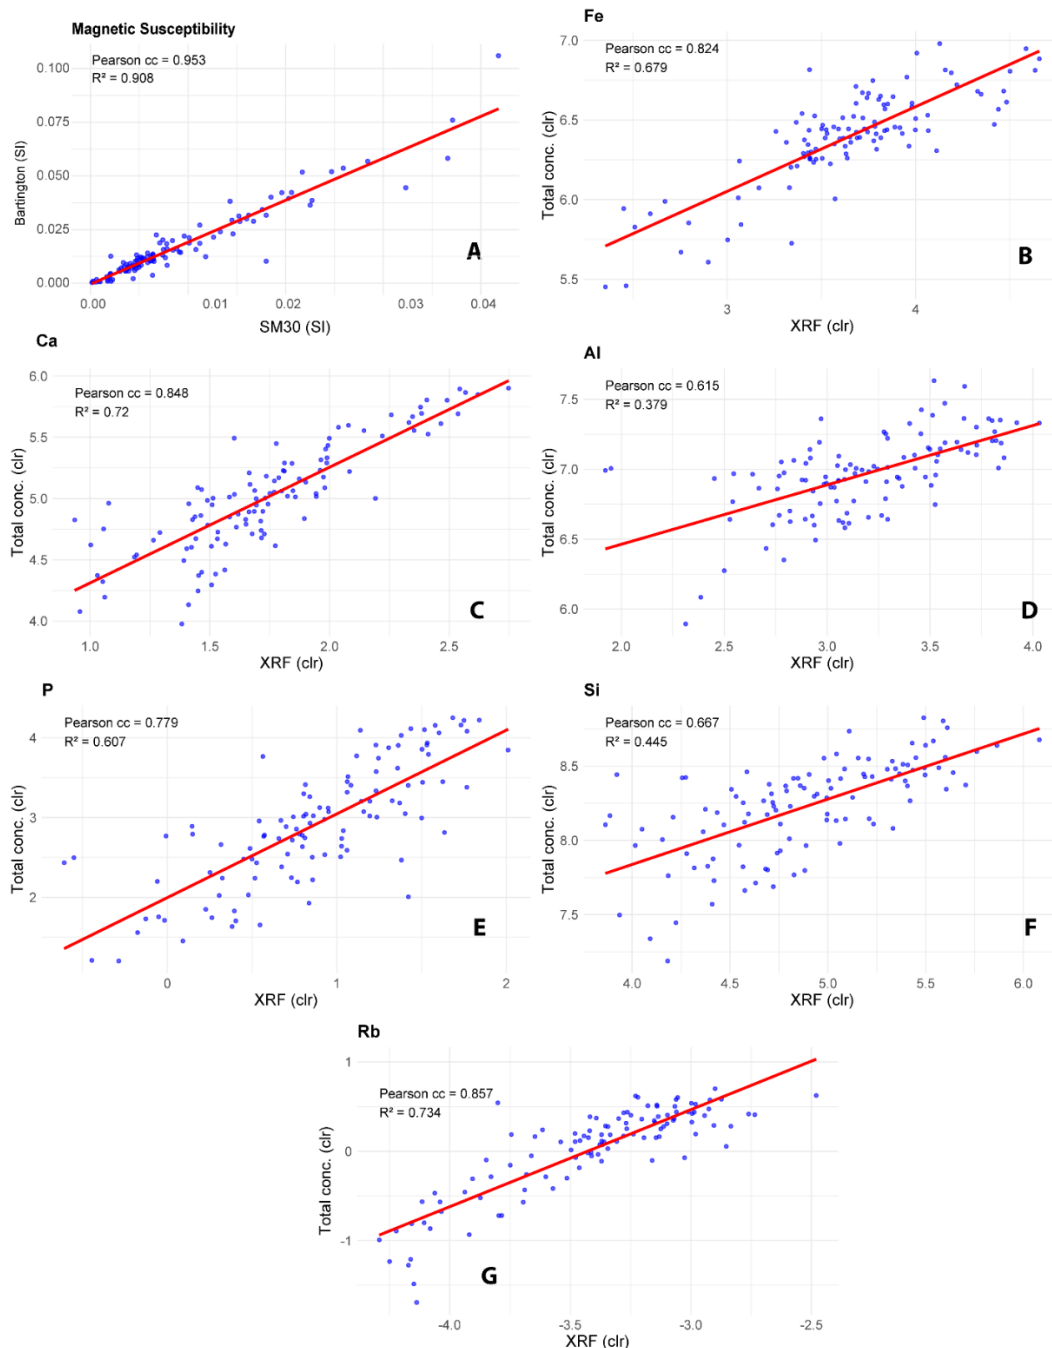 Magnetic Susceptibility
Pearson cc = 0.953
R² = 0.908
0.100
0.075
0.050
0.025
0.000
Bartington (SI)
0.00 0.01 0.02 0.03 0.04
SM30 (SI)
A
Fe
Pearson cc = 0.824
R² = 0.679
7.0
6.5
6.0
5.5
Total conc. (clr)
3 4
XRF (clr)
B
Ca
Pearson cc = 0.848
R² = 0.72
6.0
5.5
5.0
4.5
4.0
Total conc. (clr)
1.0 1.5 2.0 2.5
XRF (clr)
C
Al
Pearson cc = 0.615
R² = 0.379
7.5
7.0
6.5
6.0
Total conc. (clr)
2.0 2.5 3.0 3.5 4.0
XRF (clr)
D
P
Pearson cc = 0.779
R² = 0.607
4
3
2
Total conc. (clr)
0 1 2
XRF (clr)
E
Si
Pearson cc = 0.667
R² = 0.445
8.5
8.0
7.5
Total conc. (clr)
4.0 4.5 5.0 5.5 6.0
XRF (clr)
F
Rb
Pearson cc = 0.857
R² = 0.734
1
0
-1
Total conc. (clr)
-4.0 -3.5 -3.0 -2.5
XRF (clr)
G